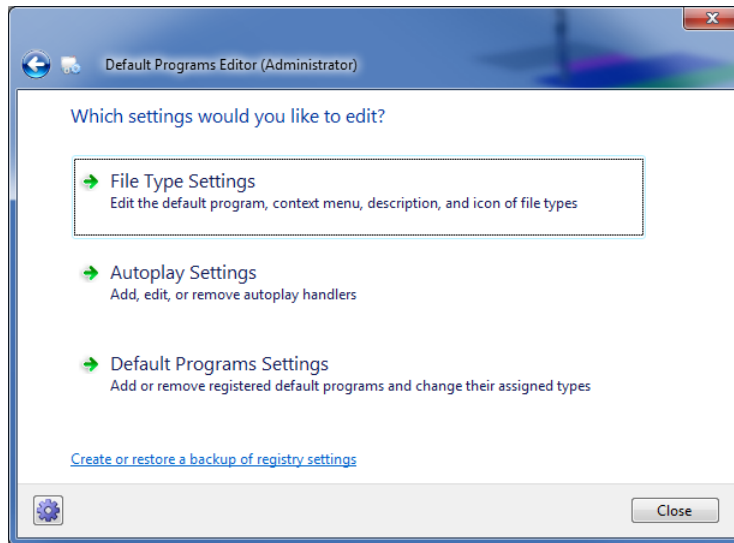 Default Programs Editor (Administrator)
Which settings would you like to edit?
File Type Settings
Edit the default program, context menu, description, and icon of file types
Autoplay Settings
Add, edit, or remove autoplay handlers
Default Programs Settings
Add or remove registered default programs and change their assigned types
Create or restore a backup of registry settings
Close